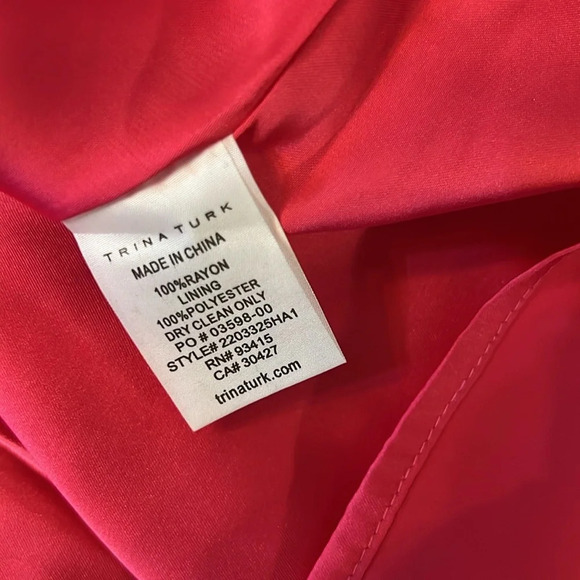 TRINA TURK
MADE IN CHINA
100%RAYON
LINING
100%POLYESTER
DRY CLEAN ONLY
PO # 03598-00
STYLE# 2203325HA1
RN# 93415
CA# 30427
trinaturk.com